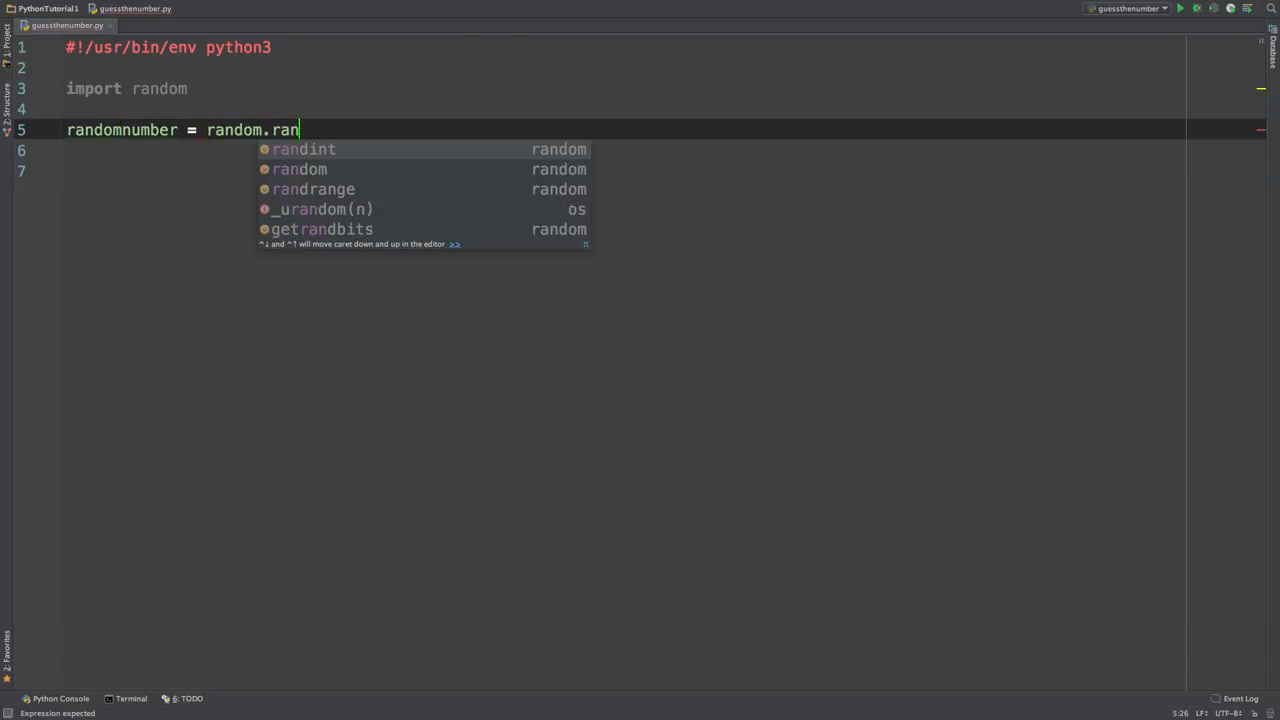 PythonTutorial1 guessthenumber.py guessthenumber
guessthenumber.py
1 #!/usr/bin/env python3
2
3 import random
4
5 randomnumber = random.ran
6
7
randint random
random random
randrange random
_urandom(n) os
getrandbits random
^↓ and ^↑ will move caret down and up in the editor >> π
1: Project
Z: Structure
2: Favorites
Database
Python Console Terminal 6: TODO Event Log
Expression expected 5:26 LF÷ UTF-8÷